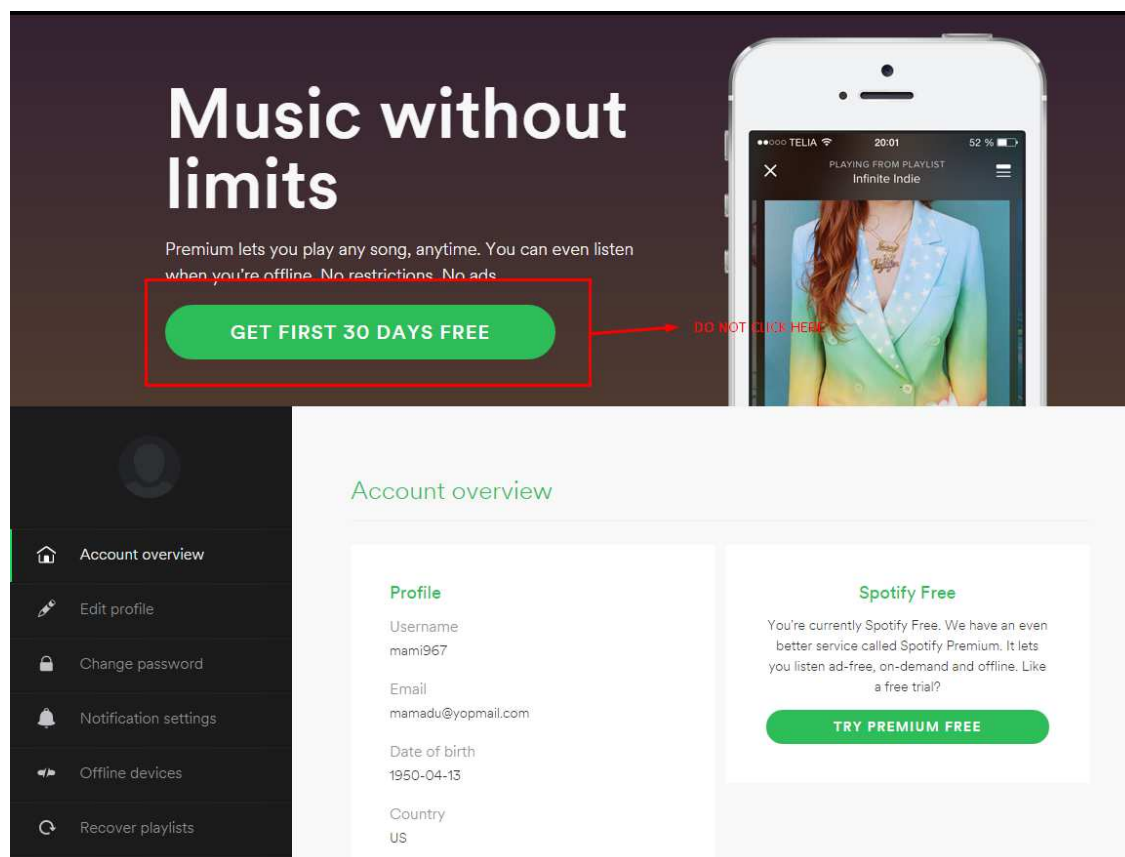 Music without
limits
Premium lets you play any song, anytime. You can even listen
when you're offline. No restrictions. No ads.
GET FIRST 30 DAYS FREE
DO NOT CLICK HERE
TELIA
20:01
52 %
PLAYING FROM PLAYLIST
Infinite Indie
Account overview
Edit profile
Change password
Notification settings
Offline devices
Recover playlists
Account overview
Profile
Username
mami967
Email
mamadu@yopmail.com
Date of birth
1950-04-13
Country
US
Spotify Free
You're currently Spotify Free. We have an even
better service called Spotify Premium. It lets
you listen ad-free, on-demand and offline. Like
a free trial?
TRY PREMIUM FREE